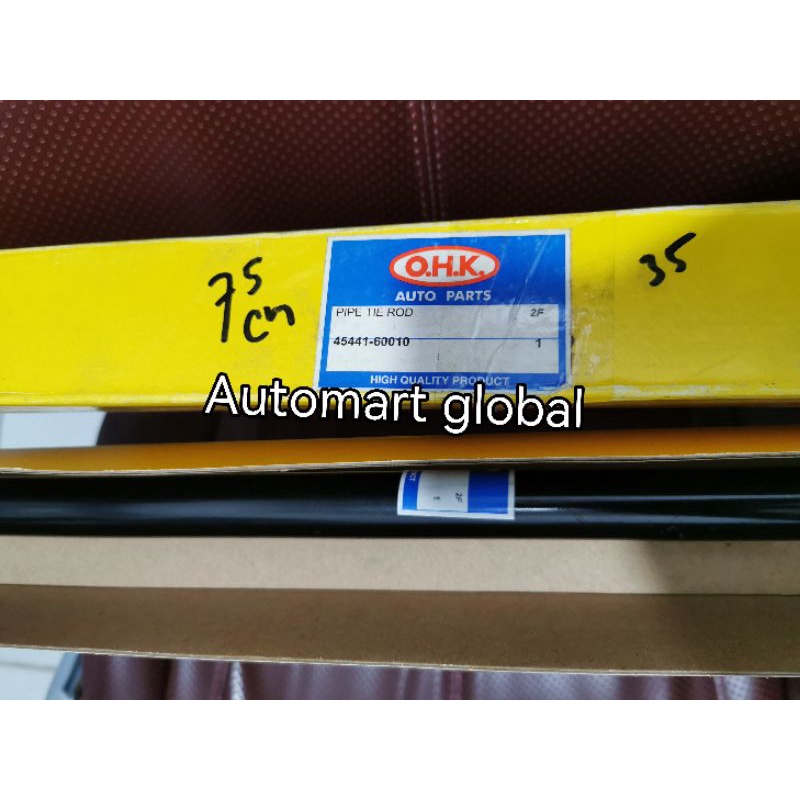 75
cm
35
O.H.K.
AUTO PARTS
PIPE TIE ROD 2F
45441-60010 1
HIGH QUALITY PRODUCT
Automart global
2F
1